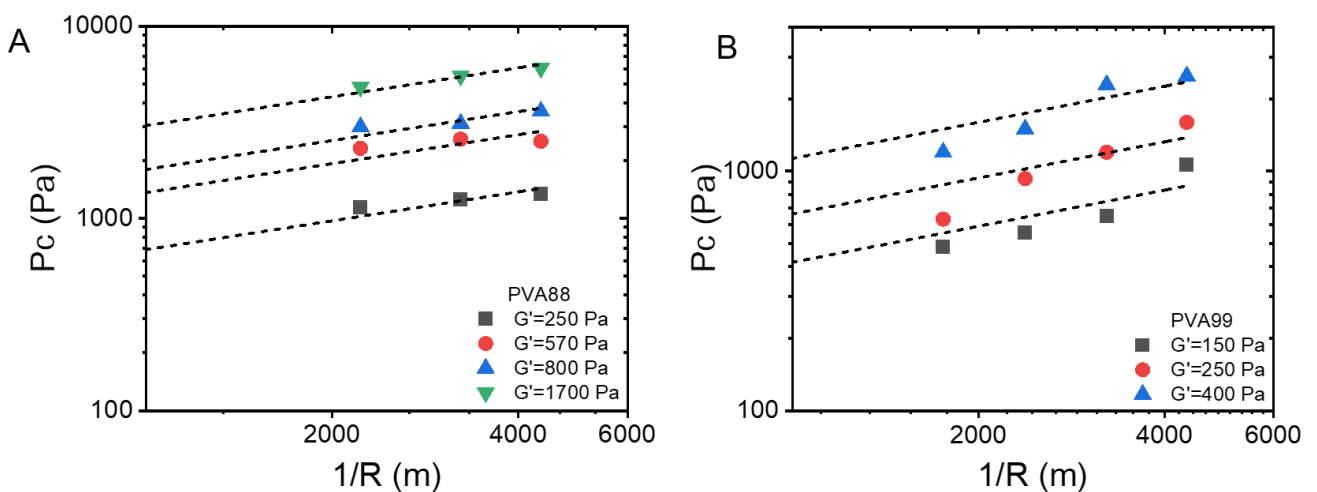 A
10000
1000
100
Pc (Pa)
PVA88
G'=250 Pa
G'=570 Pa
G'=800 Pa
G'=1700 Pa
2000
4000
6000
1/R (m)
B
1000
100
Pc (Pa)
PVA99
G'=150 Pa
G'=250 Pa
G'=400 Pa
2000
4000
6000
1/R (m)